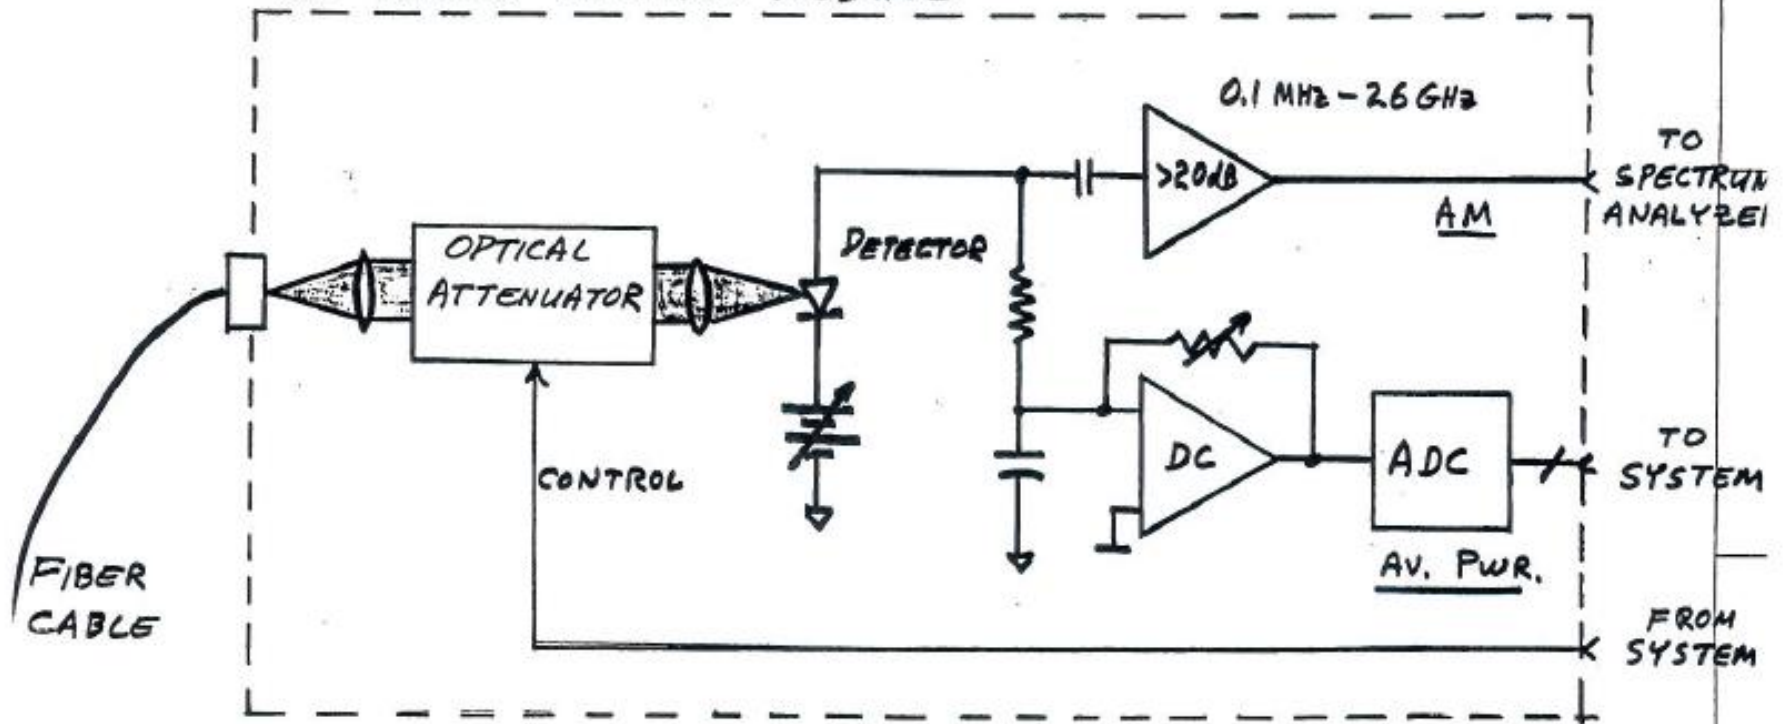 0.1 MHz - 26 GHz
TO
SPECTRUM
ANALYZER
>20dB
AM
DETECTOR
OPTICAL
ATTENUATOR
CONTROL
DC
ADC
TO
SYSTEM
AV. PWR.
FIBER
CABLE
FROM
SYSTEM